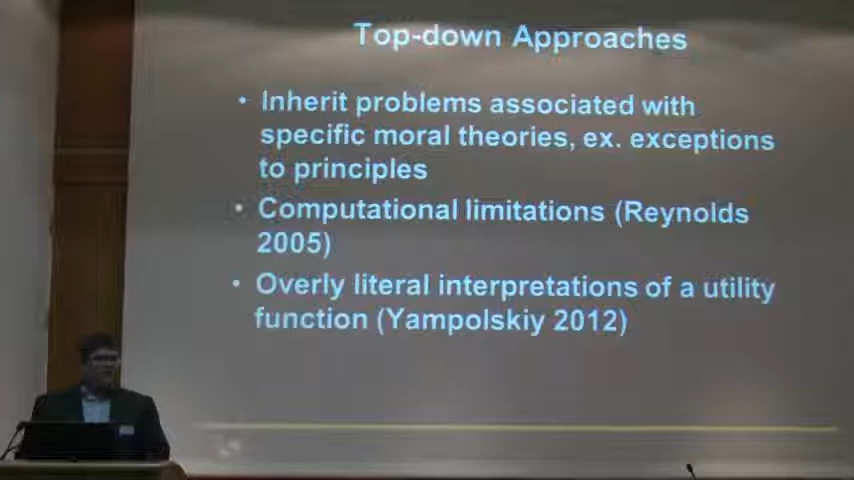 Top-down Approaches
• Inherit problems associated with
specific moral theories, ex. exceptions
to principles
• Computational limitations (Reynolds
2005)
• Overly literal interpretations of a utility
function (Yampolskiy 2012)